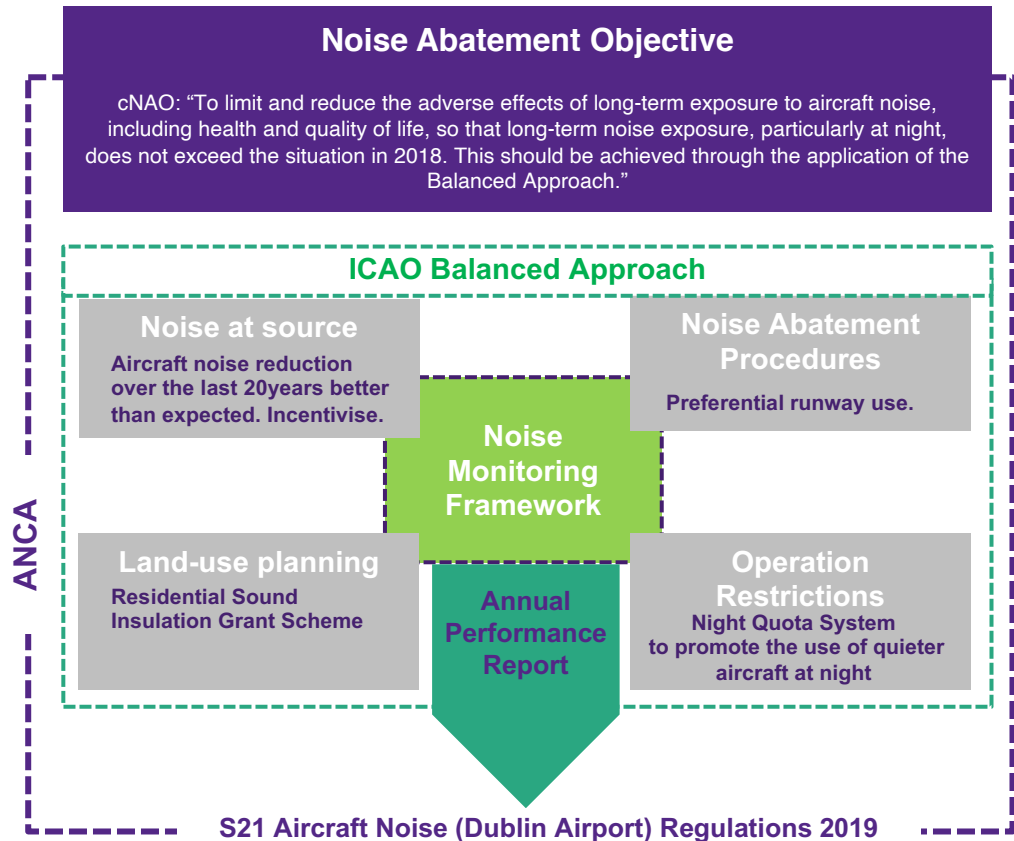 Noise Abatement Objective
cNAO: “To limit and reduce the adverse effects of long-term exposure to aircraft noise,
including health and quality of life, so that long-term noise exposure, particularly at night,
does not exceed the situation in 2018. This should be achieved through the application of the
Balanced Approach.”
ICAO Balanced Approach
Noise at source
Aircraft noise reduction
over the last 20years better
than expected. Incentivise.
Noise Abatement
Procedures
Preferential runway use.
Noise
Monitoring
Framework
ANCA
Land-use planning
Residential Sound
Insulation Grant Scheme
Annual
Performance
Report
Operation
Restrictions
Night Quota System
to promote the use of quieter
aircraft at night
S21 Aircraft Noise (Dublin Airport) Regulations 2019